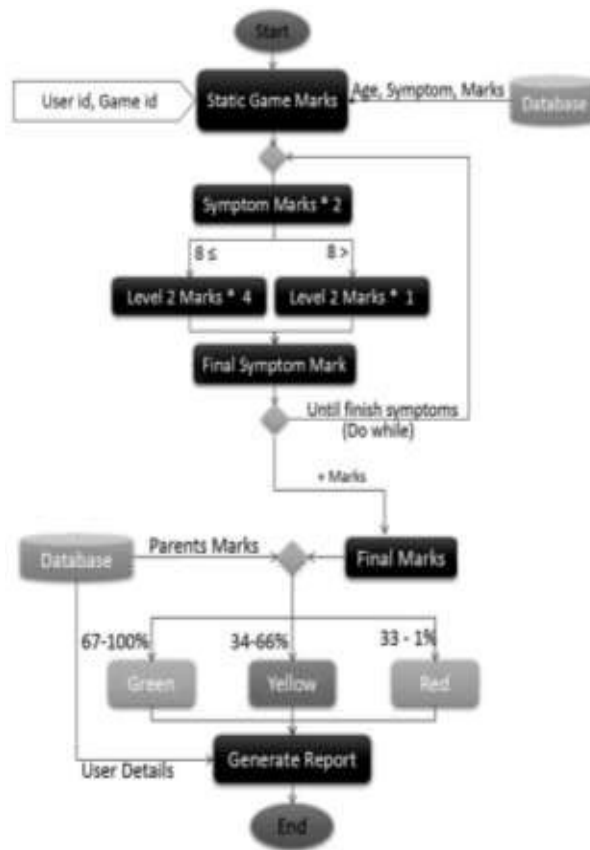 Start
User id, Game id
Static Game Marks
Age, Symptom, Marks
Database
Symptom Marks * 2
8 ≤
8 >
Level 2 Marks * 4
Level 2 Marks * 1
Final Symptom Mark
Until finish symptoms
(Do while)
+ Marks
Database
Parents Marks
Final Marks
67-100%
34-66%
33 - 1%
Green
Yellow
Red
User Details
Generate Report
End